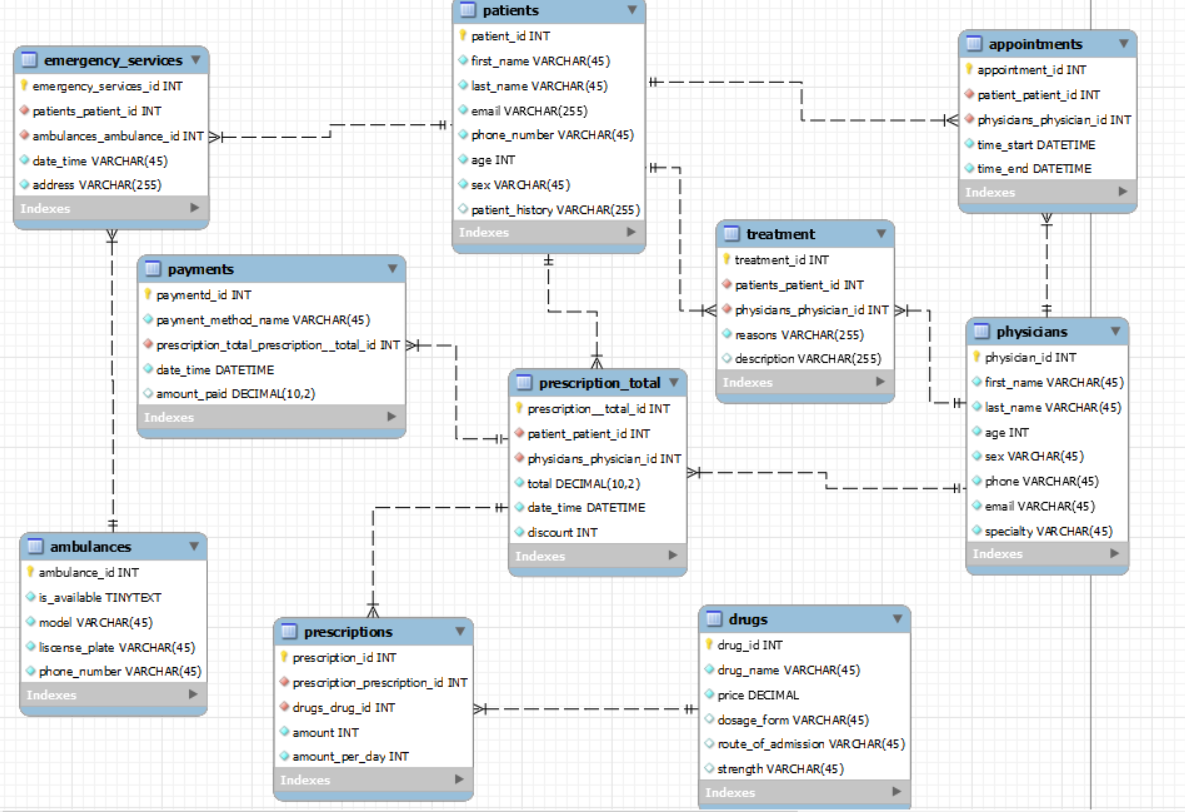 patients
patient_id INT
first_name VARCHAR(45)
last_name VARCHAR(45)
email VARCHAR(255)
phone_number VARCHAR(45)
age INT
sex VARCHAR(45)
patient_history VARCHAR(255)
Indexes
emergency_services
emergency_services_id INT
patients_patient_id INT
ambulances_ambulance_id INT
date_time VARCHAR(45)
address VARCHAR(255)
Indexes
appointments
appointment_id INT
patient_patient_id INT
physicians_physician_id INT
time_start DATETIME
time_end DATETIME
Indexes
payments
paymentd_id INT
payment_method_name VARCHAR(45)
prescription_total_prescription__total_id INT
date_time DATETIME
amount_paid DECIMAL(10,2)
Indexes
treatment
treatment_id INT
patients_patient_id INT
physicians_physician_id INT
reasons VARCHAR(255)
description VARCHAR(255)
Indexes
physicians
physician_id INT
first_name VARCHAR(45)
last_name VARCHAR(45)
age INT
sex VARCHAR(45)
phone VARCHAR(45)
email VARCHAR(45)
specialty VARCHAR(45)
Indexes
prescription_total
prescription__total_id INT
patient_patient_id INT
physicians_physician_id INT
total DECIMAL(10,2)
date_time DATETIME
discount INT
Indexes
ambulances
ambulance_id INT
is_available TINYTEXT
model VARCHAR(45)
liscense_plate VARCHAR(45)
phone_number VARCHAR(45)
Indexes
prescriptions
prescription_id INT
prescription_prescription_id INT
drugs_drug_id INT
amount INT
amount_per_day INT
Indexes
drugs
drug_id INT
drug_name VARCHAR(45)
price DECIMAL
dosage_form VARCHAR(45)
route_of_admission VARCHAR(45)
strength VARCHAR(45)
Indexes